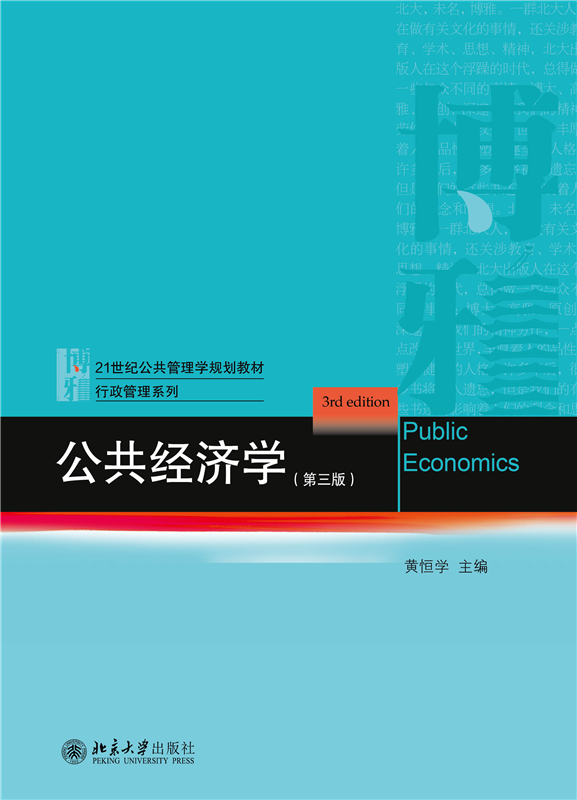 北大，未名，博雅。一群北大人，
在做有关文化的事情，还关涉教
育、学术、思想、精神，北大出
版人在这个浮躁的时代，总得做
博
雅
博雅
21世纪公共管理学规划教材
行政管理系列
3rd edition
公共经济学（第三版）
Public
Economics
黄恒学 主编
北京大学出版社
PEKING UNIVERSITY PRESS